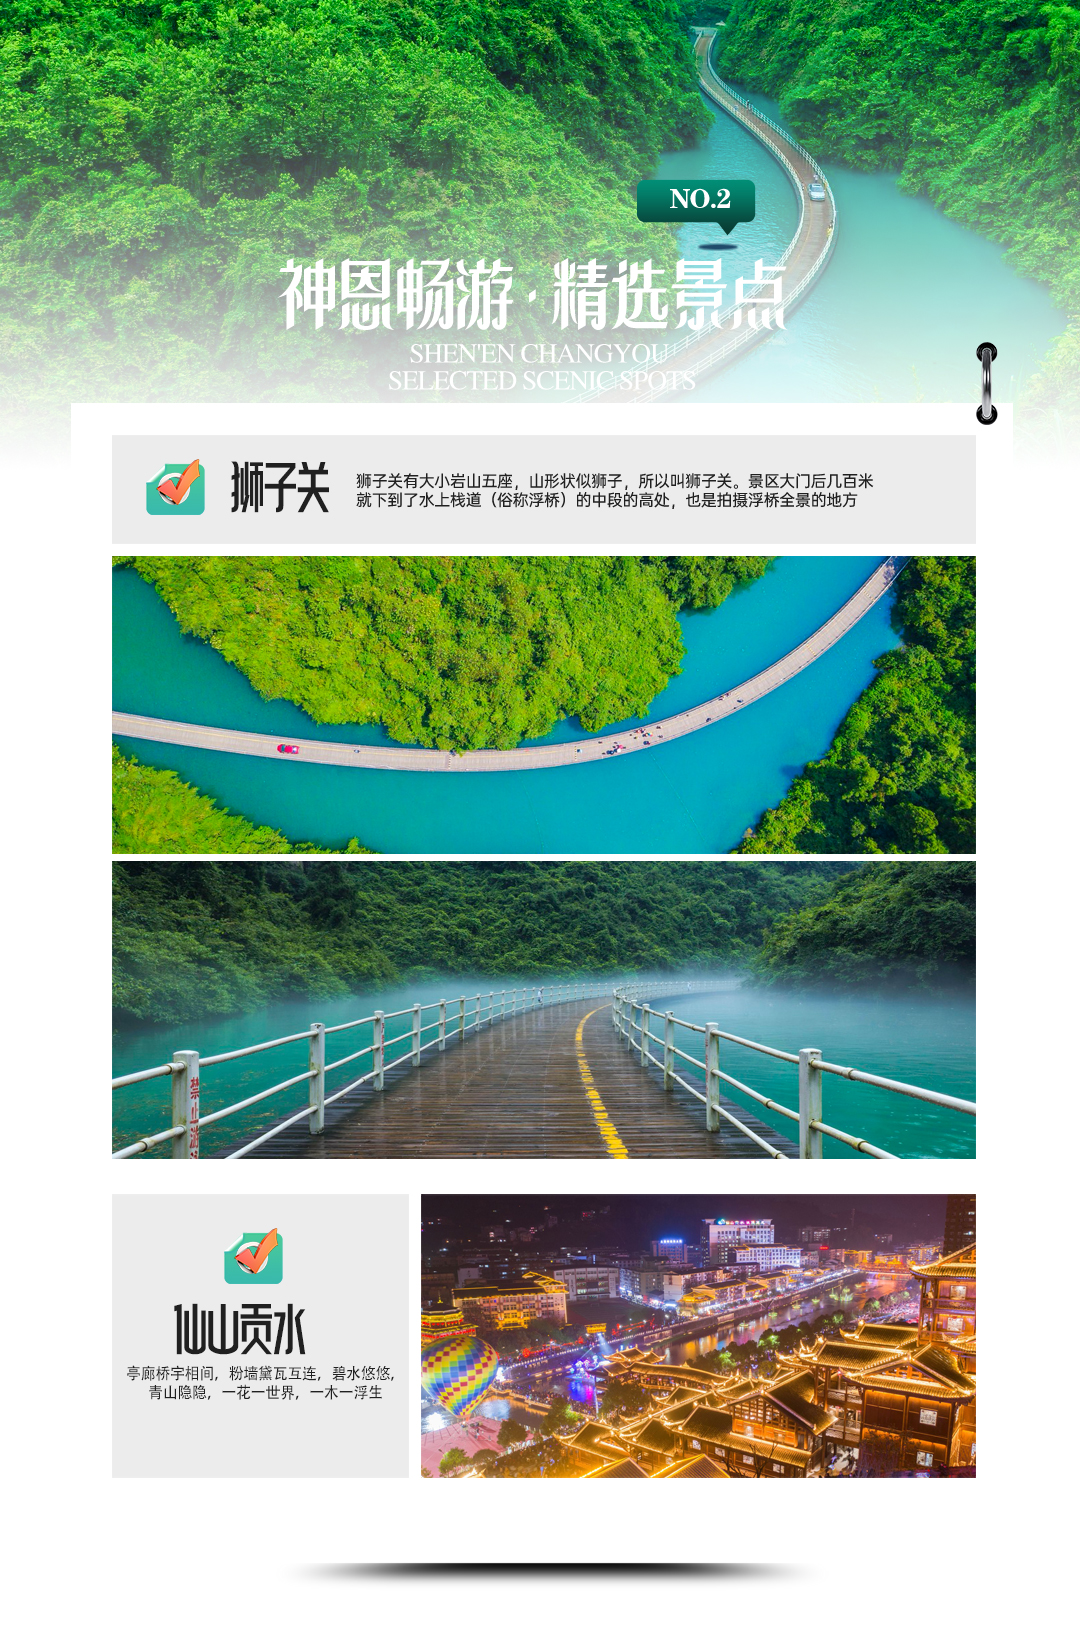 NO.2
神恩畅游·精选景点
SHEN'EN CHANGYOU
SELECTED SCENIC SPOTS
狮子关
狮子关有大小岩山五座，山形状似狮子，所以叫狮子关。景区大门后几百米
就下到了水上栈道（俗称浮桥）的中段的高处，也是拍摄浮桥全景的地方
仙山贡水
亭廊桥宇相间，粉墙黛瓦互连，碧水悠悠，
青山隐隐，一花一世界，一木一浮生